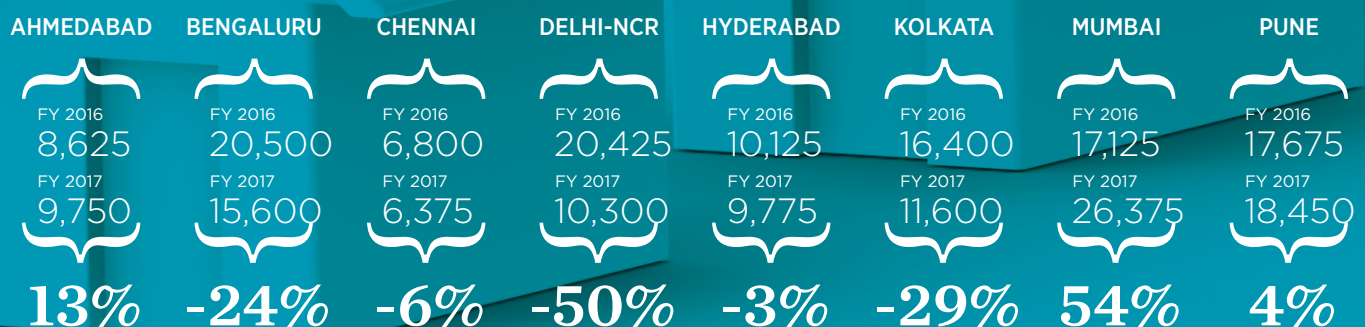 AHMEDABAD BENGALURU CHENNAI DELHI-NCR HYDERABAD KOLKATA MUMBAI PUNE
FY 2016 FY 2016 FY 2016 FY 2016 FY 2016 FY 2016 FY 2016 FY 2016
8,625 20,500 6,800 20,425 10,125 16,400 17,125 17,675
FY 2017 FY 2017 FY 2017 FY 2017 FY 2017 FY 2017 FY 2017 FY 2017
9,750 15,600 6,375 10,300 9,775 11,600 26,375 18,450
13% -24% -6% -50% -3% -29% 54% 4%